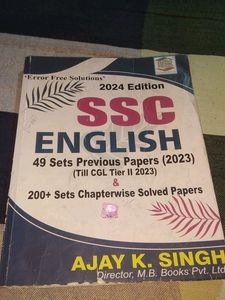 'Error Free Solutions'
2024 Edition
SSC
ENGLISH
49 Sets Previous Papers (2023)
(Till CGL Tier II 2023)
&
200+ Sets Chapterwise Solved Papers
AJAY K. SINGH
Director, M.B. Books Pvt. Ltd